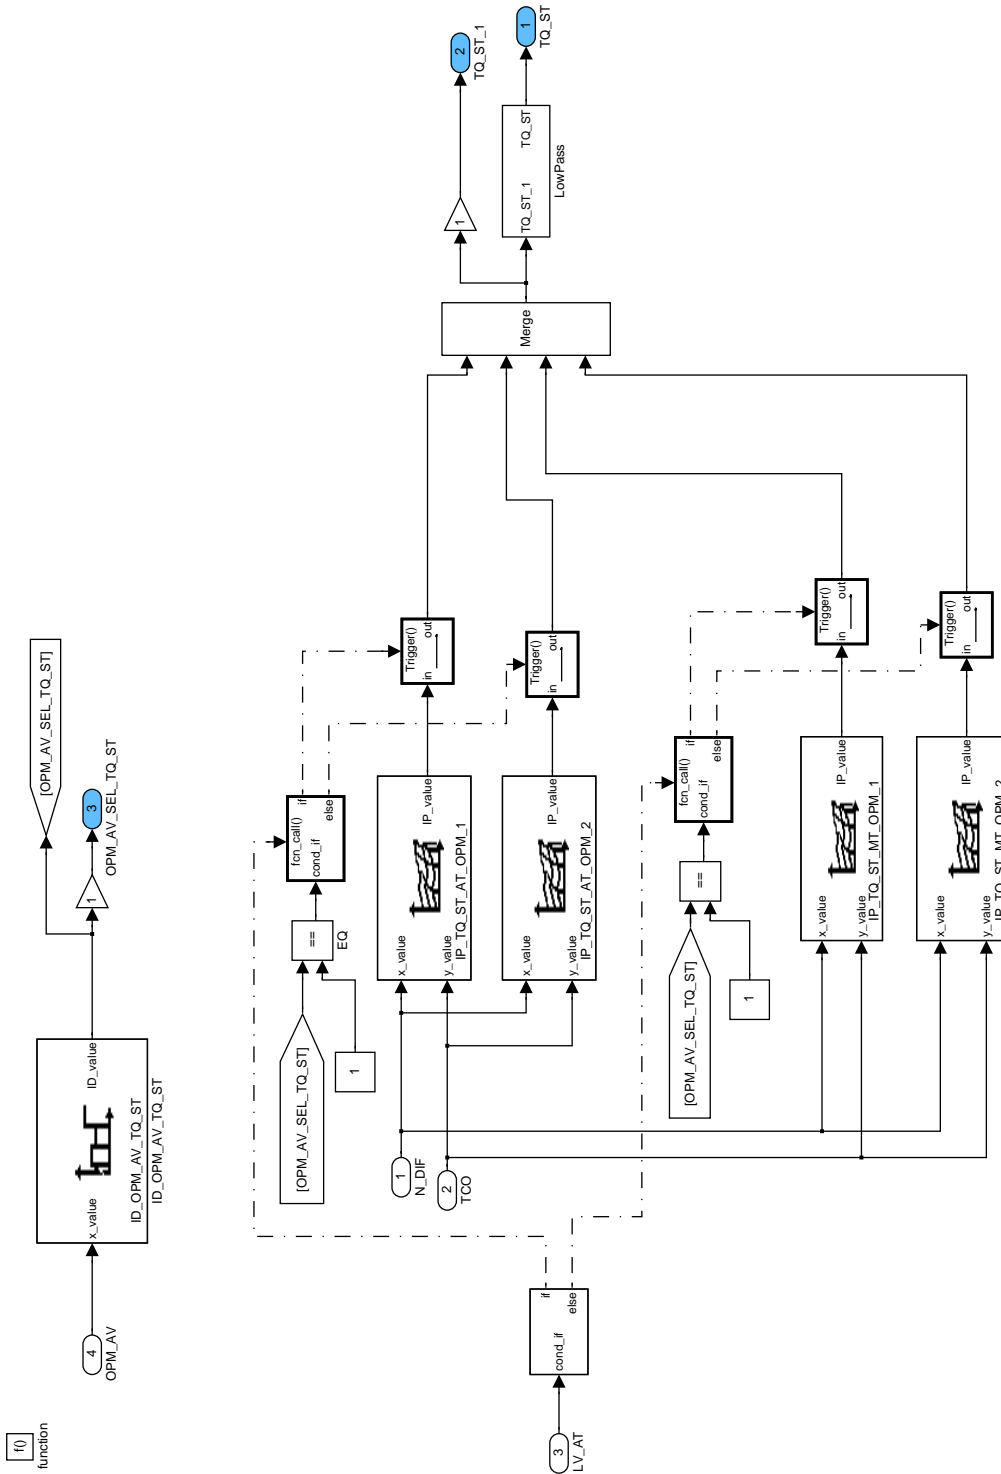 f()
function
[OPM_AV_SEL_TQ_ST]
4
OPM_AV
x_value
ID_value
ID_OPM_AV_TQ_ST
ID_OPM_AV_TQ_ST
1
3
OPM_AV_SEL_TQ_ST
[OPM_AV_SEL_TQ_ST]
1
==
EQ
fcn_call()
cond_if
if
else
1
N_DIF
2
TCO
x_value
y_value
IP_value
IP_TQ_ST_AT_OPM_1
Trigger()
in
out
x_value
y_value
IP_value
IP_TQ_ST_AT_OPM_2
Trigger()
in
out
Merge
1
2
TQ_ST_1
TQ_ST_1
TQ_ST
LowPass
1
TQ_ST
3
LV_AT
cond_if
if
else
[OPM_AV_SEL_TQ_ST]
1
==
fcn_call()
cond_if
if
else
x_value
y_value
IP_value
IP_TQ_ST_MT_OPM_1
Trigger()
in
out
x_value
y_value
IP_value
IP_TQ_ST_MT_OPM_2
Trigger()
in
out